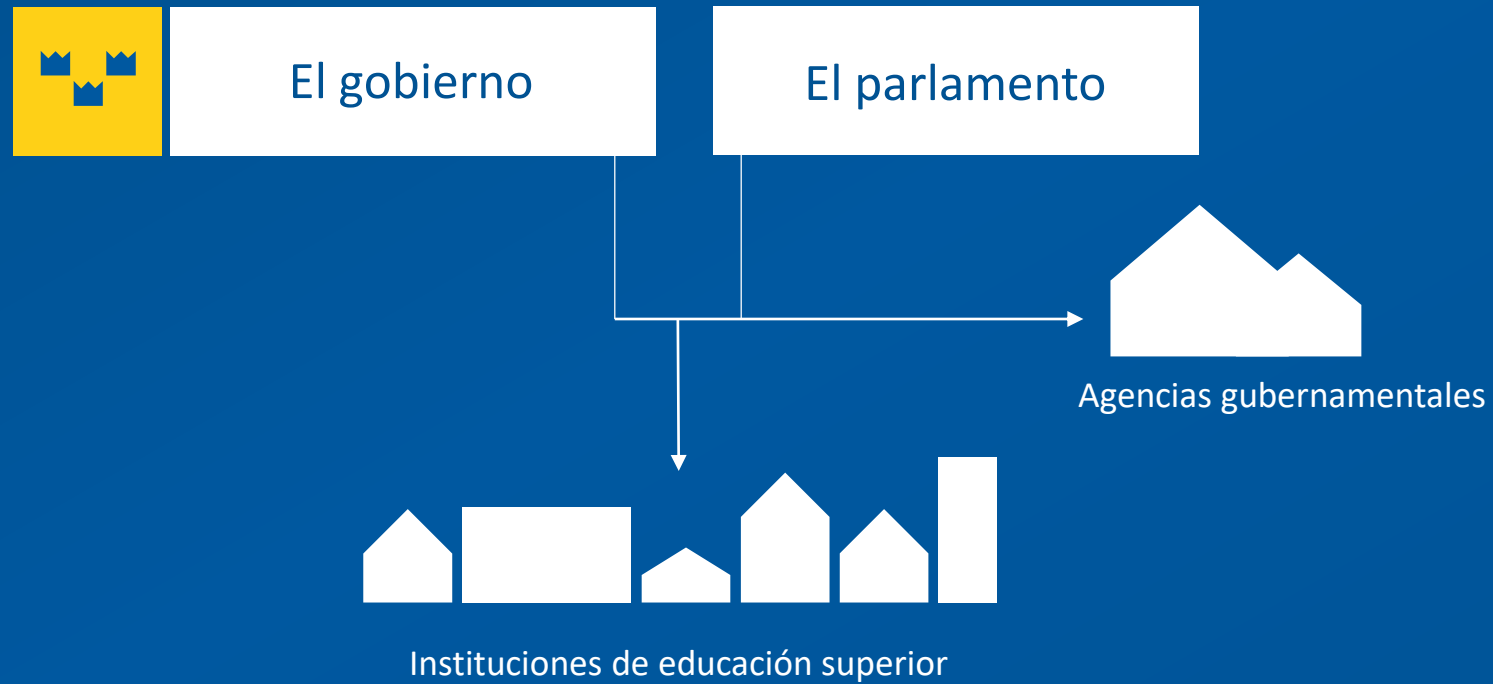 El gobierno
El parlamento
Agencias gubernamentales
Instituciones de educación superior